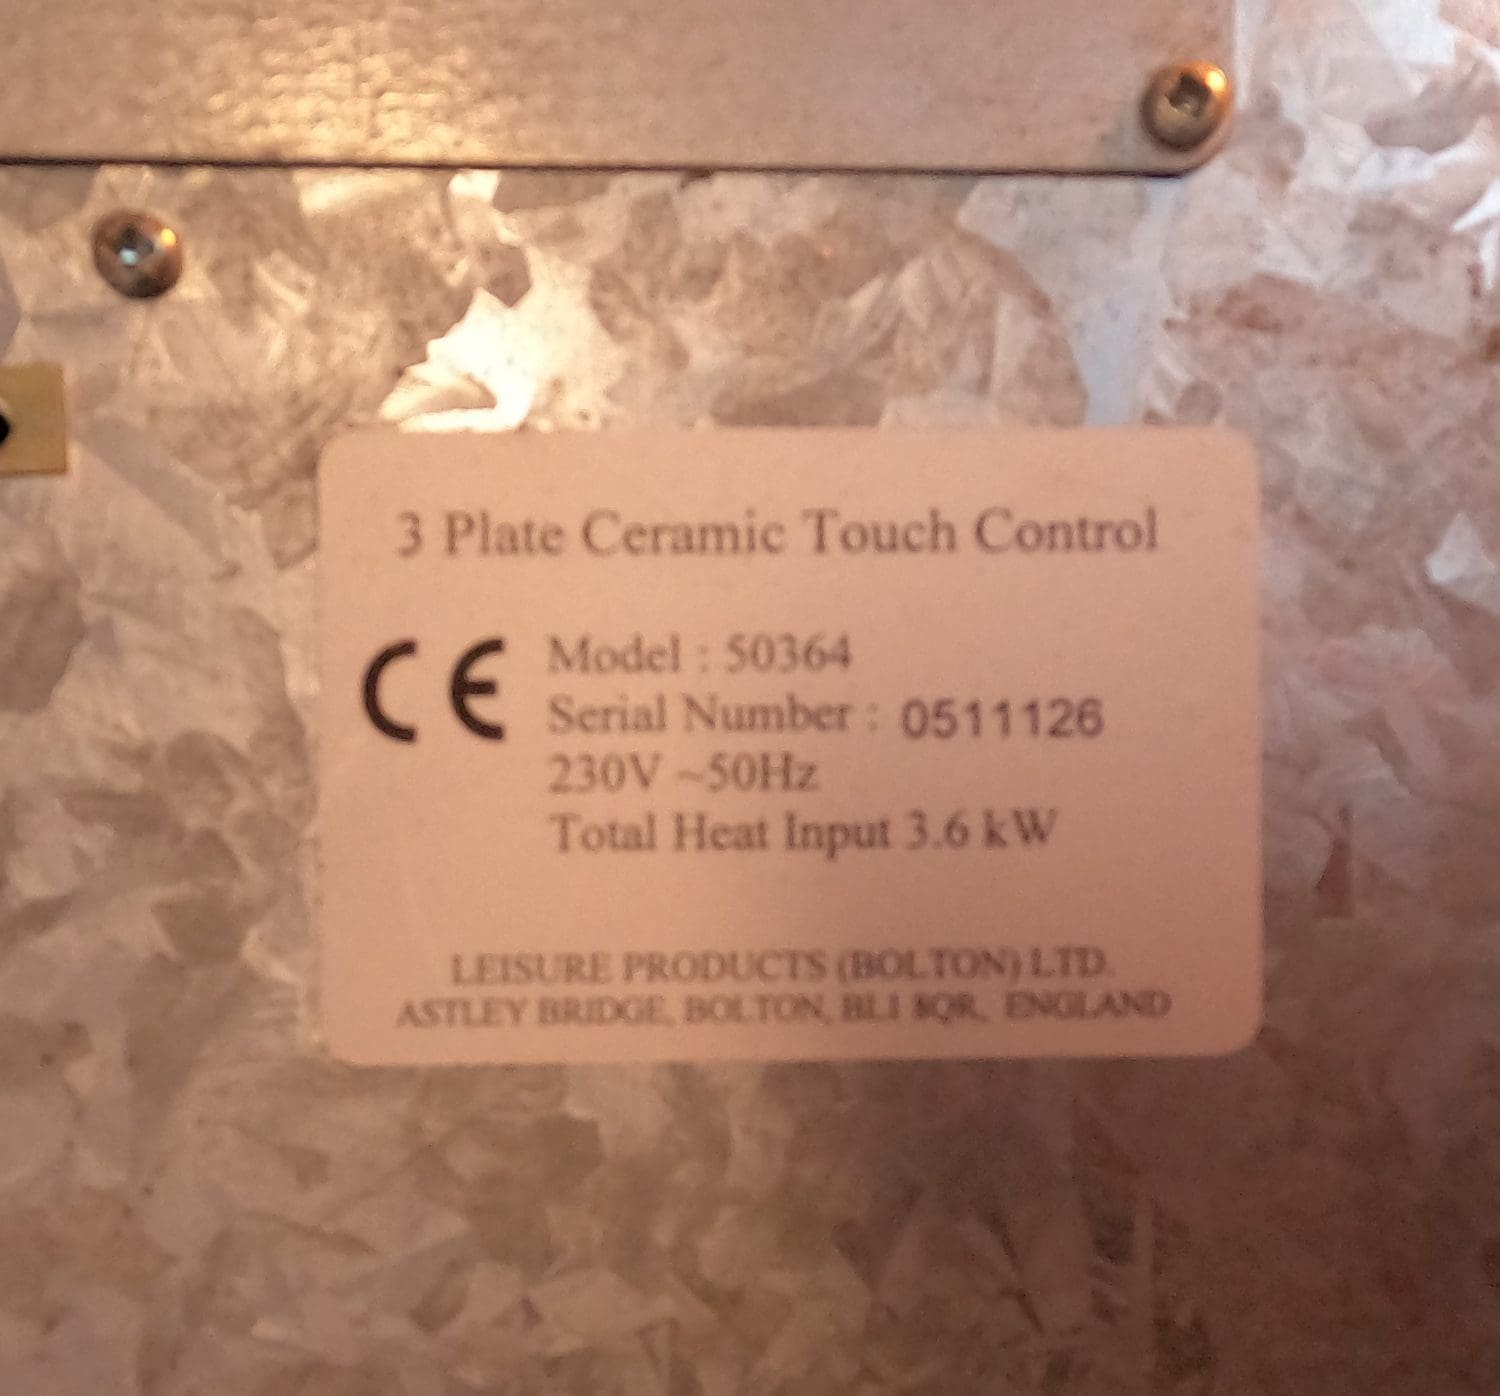 3 Plate Ceramic Touch Control
CE
Model : 50364
Serial Number : 0511126
230V ~50Hz
Total Heat Input 3.6 kW
LEISURE PRODUCTS (BOLTON) LTD.
ASTLEY BRIDGE, BOLTON, BL1 8QR, ENGLAND